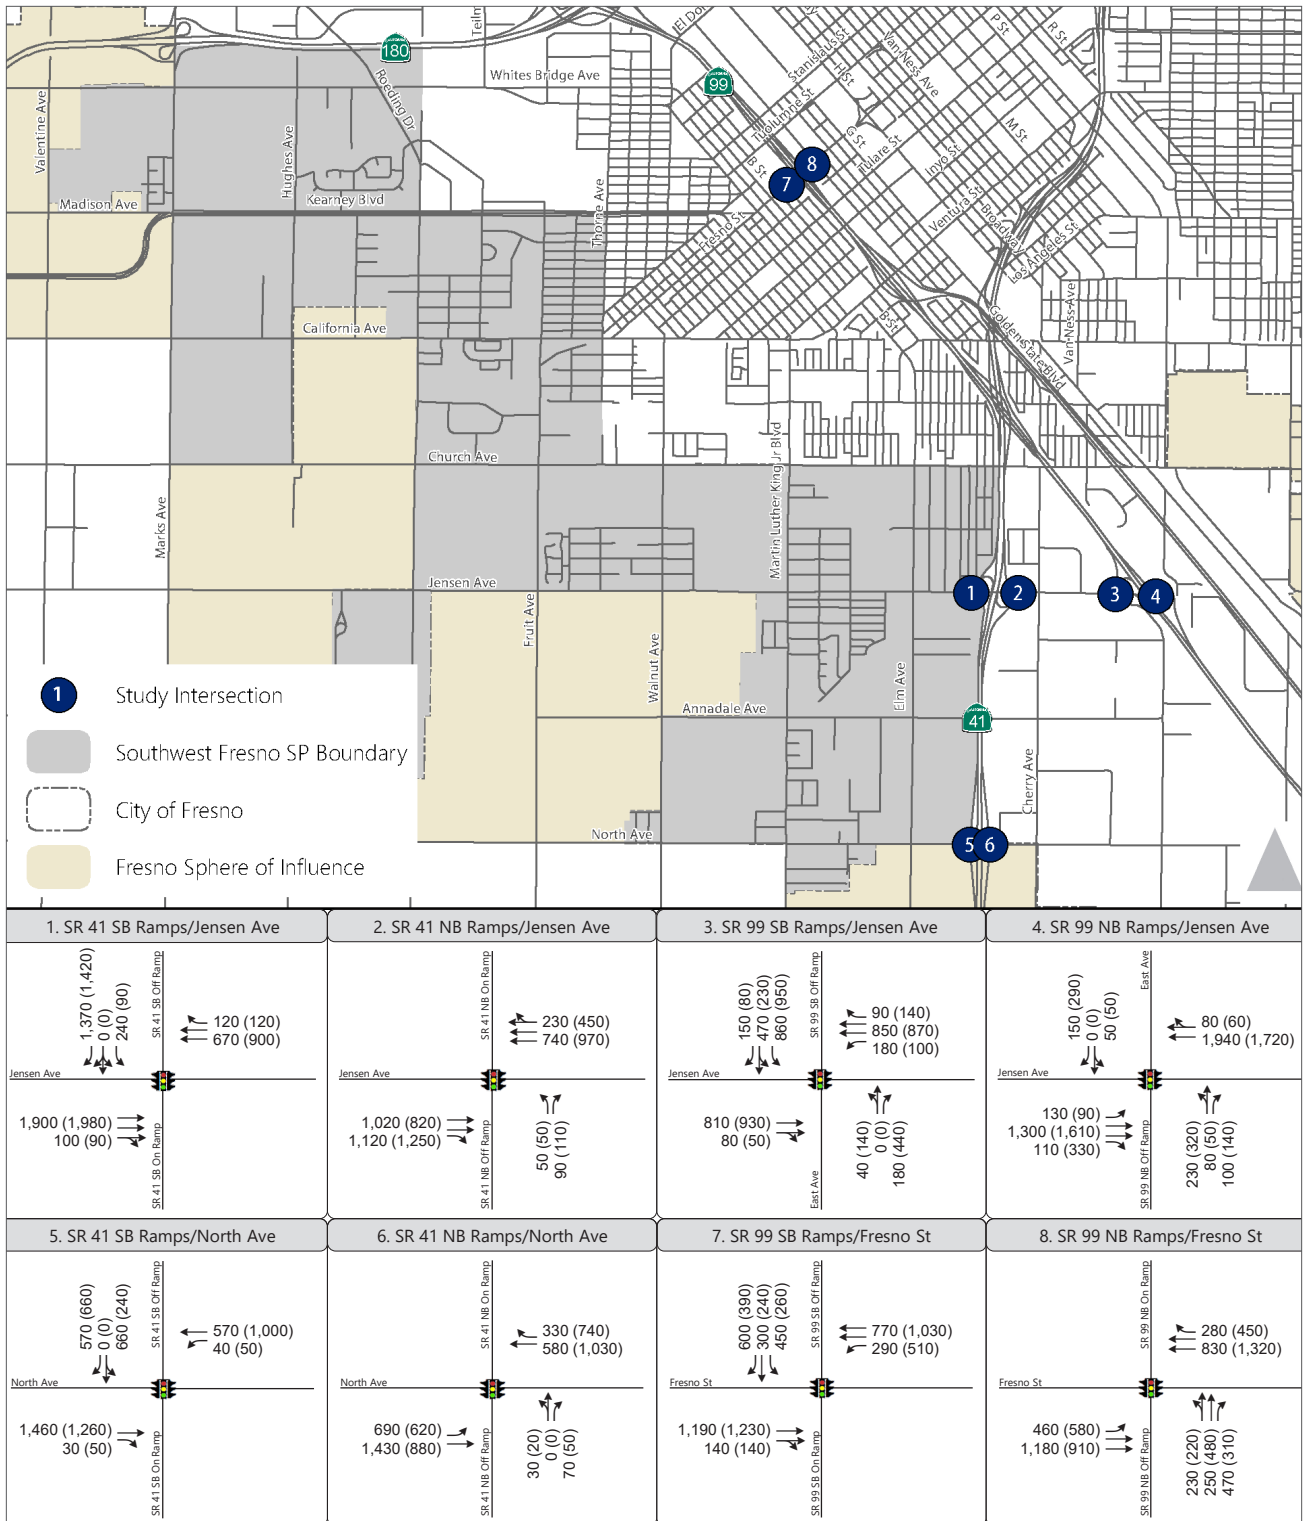 180
Teilm
El Dor
P St
R St
Stanislaus St
Van Ness Ave
Whites Bridge Ave
99
H St
Roeding Dr
Valentine Ave
Tuolumne St
M St
G St
Tulare St
Hughes Ave
B St
8
7
Inyo St
Kearney Blvd
Madison Ave
Thorne Ave
Fresno St
Ventura St
Broadway
Los Angeles St
Van Ness Ave
California Ave
B St
Golden State Blvd
Church Ave
Martin Luther King Jr Blvd
Marks Ave
Jensen Ave
1
2
3
4
Fruit Ave
Walnut Ave
Elm Ave
Annadale Ave
41
Cherry Ave
North Ave
5
6
1 Study Intersection
Southwest Fresno SP Boundary
City of Fresno
Fresno Sphere of Influence
1. SR 41 SB Ramps/Jensen Ave
1,370 (1,420)
0 (0)
240 (90)
SR 41 SB Off Ramp
120 (120)
670 (900)
Jensen Ave
1,900 (1,980)
100 (90)
SR 41 SB On Ramp
2. SR 41 NB Ramps/Jensen Ave
SR 41 NB On Ramp
230 (450)
740 (970)
Jensen Ave
1,020 (820)
1,120 (1,250)
SR 41 NB Off Ramp
50 (50)
90 (110)
3. SR 99 SB Ramps/Jensen Ave
150 (80)
470 (230)
860 (950)
SR 99 SB Off Ramp
90 (140)
850 (870)
180 (100)
Jensen Ave
810 (930)
80 (50)
East Ave
40 (140)
0 (0)
180 (440)
4. SR 99 NB Ramps/Jensen Ave
150 (290)
0 (0)
50 (50)
East Ave
80 (60)
1,940 (1,720)
Jensen Ave
130 (90)
1,300 (1,610)
110 (330)
SR 99 NB Off Ramp
230 (320)
80 (50)
100 (140)
5. SR 41 SB Ramps/North Ave
570 (660)
0 (0)
660 (240)
SR 41 SB Off Ramp
570 (1,000)
40 (50)
North Ave
1,460 (1,260)
30 (50)
SR 41 SB On Ramp
6. SR 41 NB Ramps/North Ave
SR 41 NB On Ramp
330 (740)
580 (1,030)
North Ave
690 (620)
1,430 (880)
SR 41 NB Off Ramp
30 (20)
0 (0)
70 (50)
7. SR 99 SB Ramps/Fresno St
600 (390)
300 (240)
450 (260)
SR 99 SB Off Ramp
770 (1,030)
290 (510)
Fresno St
1,190 (1,230)
140 (140)
SR 99 SB On Ramp
8. SR 99 NB Ramps/Fresno St
SR 99 NB On Ramp
280 (450)
830 (1,320)
Fresno St
460 (580)
1,180 (910)
SR 99 NB Off Ramp
230 (220)
250 (480)
470 (310)